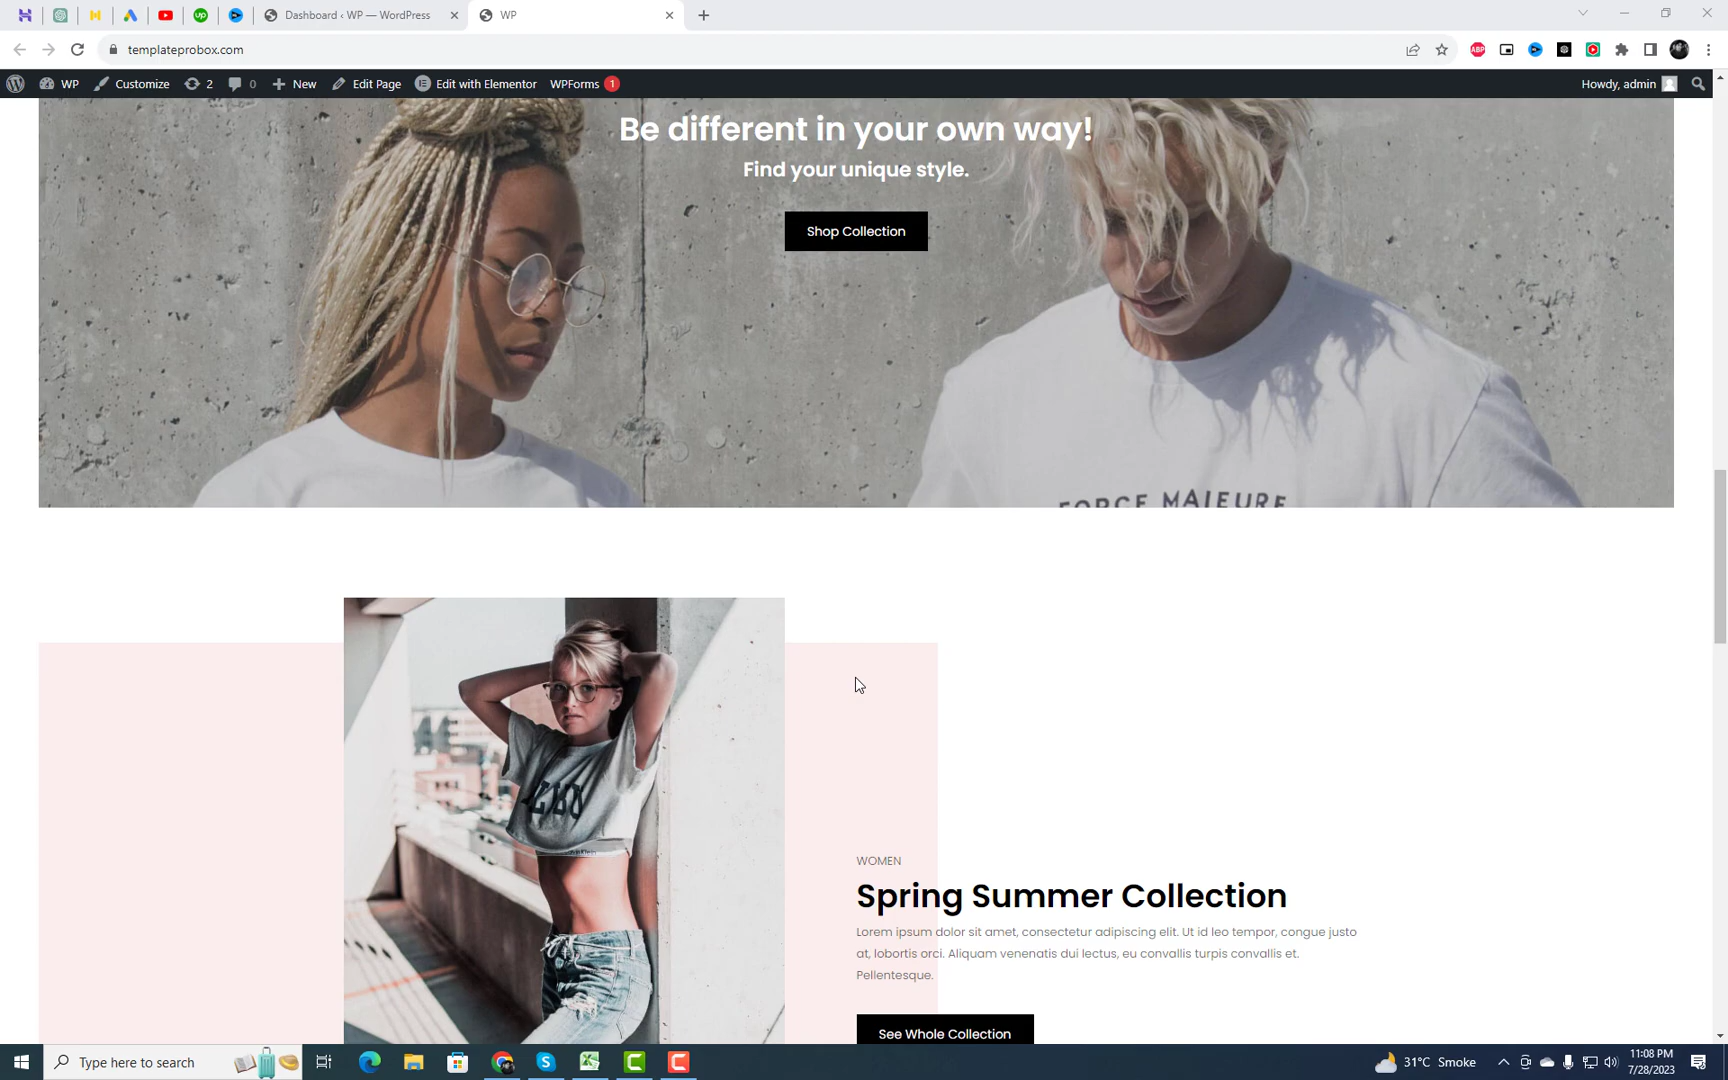 Dashboard ‹ WP — WordPress
WP
templateprobox.com
WP
Customize
2
0
New
Edit Page
Edit with Elementor
WPForms 1
Howdy, admin
Be different in your own way!
Find your unique style.
Shop Collection
FORCE MAJEURE
WOMEN
Spring Summer Collection
Lorem ipsum dolor sit amet, consectetur adipiscing elit. Ut id leo tempor, congue justo
at, lobortis orci. Aliquam venenatis dui lectus, eu convallis turpis convallis et.
Pellentesque.
See Whole Collection
Type here to search
31°C Smoke
11:08 PM
7/28/2023